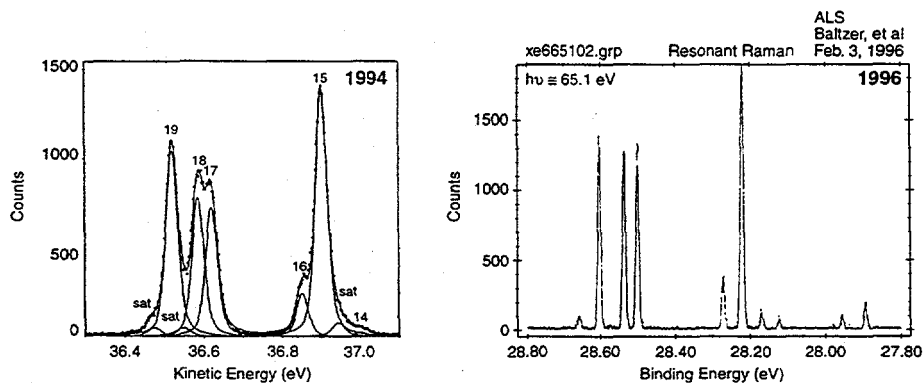 1500
1000
500
0
Counts
36.4
36.6
36.8
37.0
Kinetic Energy (eV)
1994
19
18
17
16
15
14
sat
sat
sat
ALS
Baltzer, et al
xe665102.grp Resonant Raman Feb. 3, 1996
hυ ≅ 65.1 eV
1996
1500
1000
500
0
Counts
28.80 28.60 28.40 28.20 28.00 27.80
Binding Energy (eV)